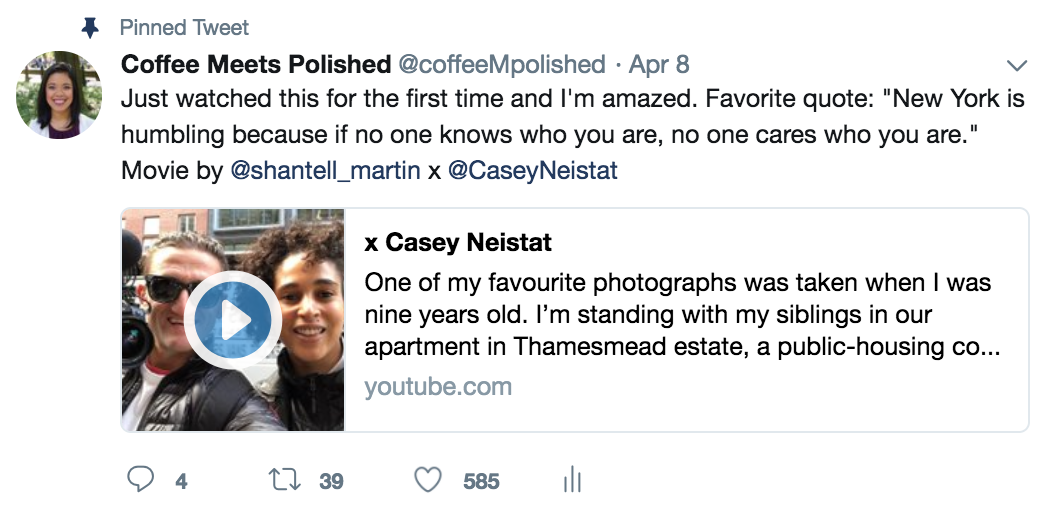 Pinned Tweet
Coffee Meets Polished @coffeeMpolished · Apr 8
Just watched this for the first time and I'm amazed. Favorite quote: "New York is
humbling because if no one knows who you are, no one cares who you are."
Movie by @shantell_martin x @CaseyNeistat
x Casey Neistat
One of my favourite photographs was taken when I was
nine years old. I’m standing with my siblings in our
apartment in Thamesmead estate, a public-housing co...
youtube.com
4 39 585